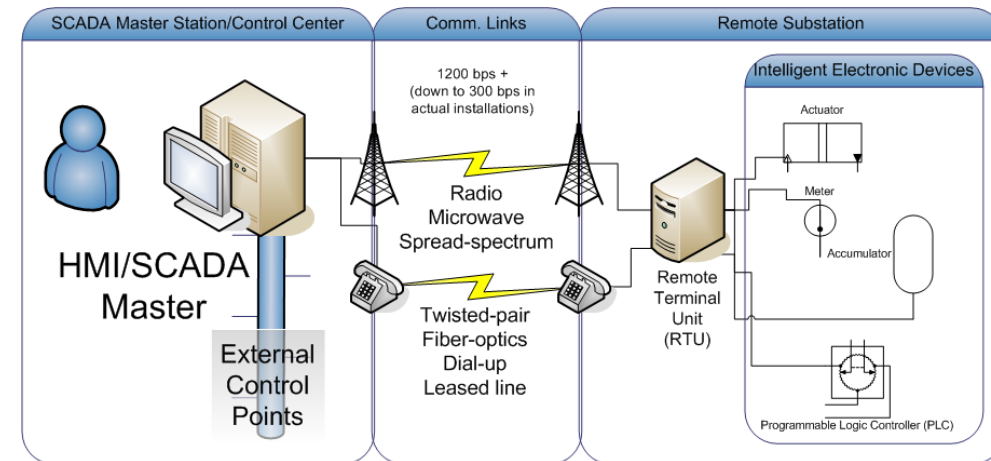 SCADA Master Station/Control Center
Comm. Links
Remote Substation
1200 bps +
(down to 300 bps in
actual installations)
Intelligent Electronic Devices
Actuator
Radio
Microwave
Spread-spectrum
Meter
Accumulator
HMI/SCADA
Master
Remote
Terminal
Unit
(RTU)
Twisted-pair
Fiber-optics
Dial-up
Leased line
External
Control
Points
Programmable Logic Controller (PLC)